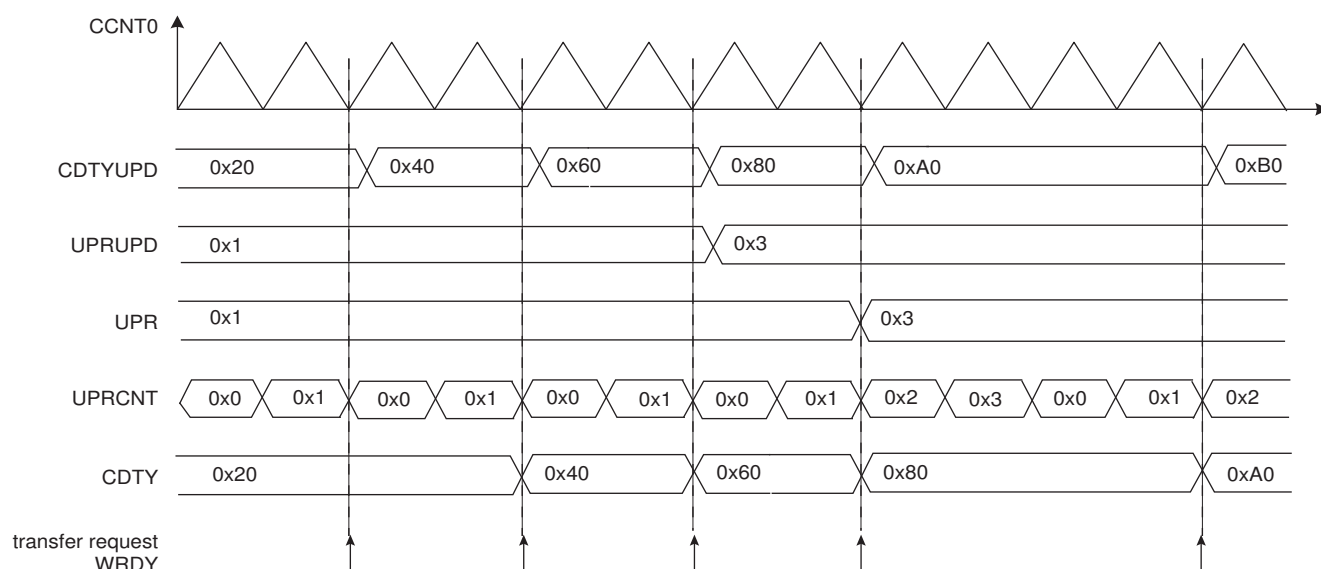 CCNT0
CDTYUPD 0x20 0x40 0x60 0x80 0xA0 0xB0
UPRUPD 0x1 0x3
UPR 0x1 0x3
UPRCNT 0x0 0x1 0x0 0x1 0x0 0x1 0x0 0x1 0x2 0x3 0x0 0x1 0x2
CDTY 0x20 0x40 0x60 0x80 0xA0
transfer request
WRDY